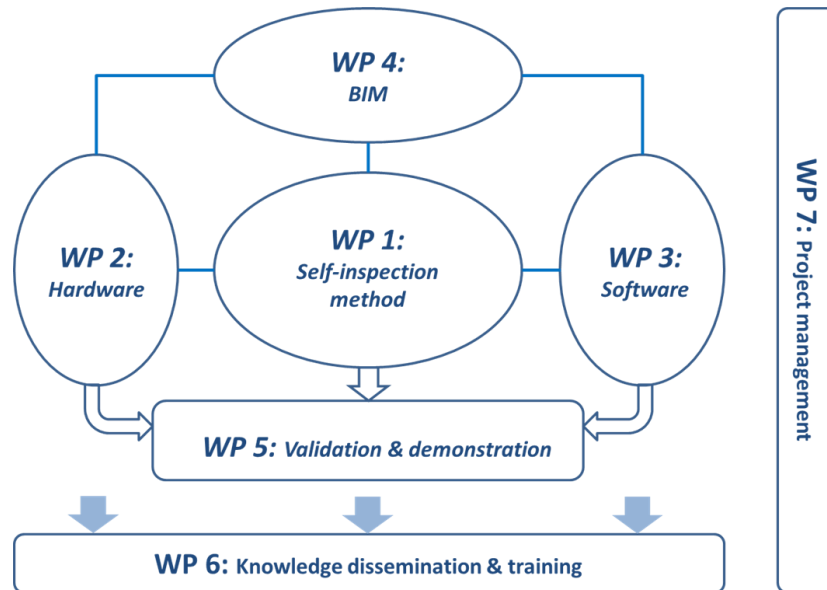 WP 4:
BIM
WP 2:
Hardware
WP 1:
Self-inspection
method
WP 3:
Software
WP 5: Validation & demonstration
WP 6: Knowledge dissemination & training
WP 7: Project management